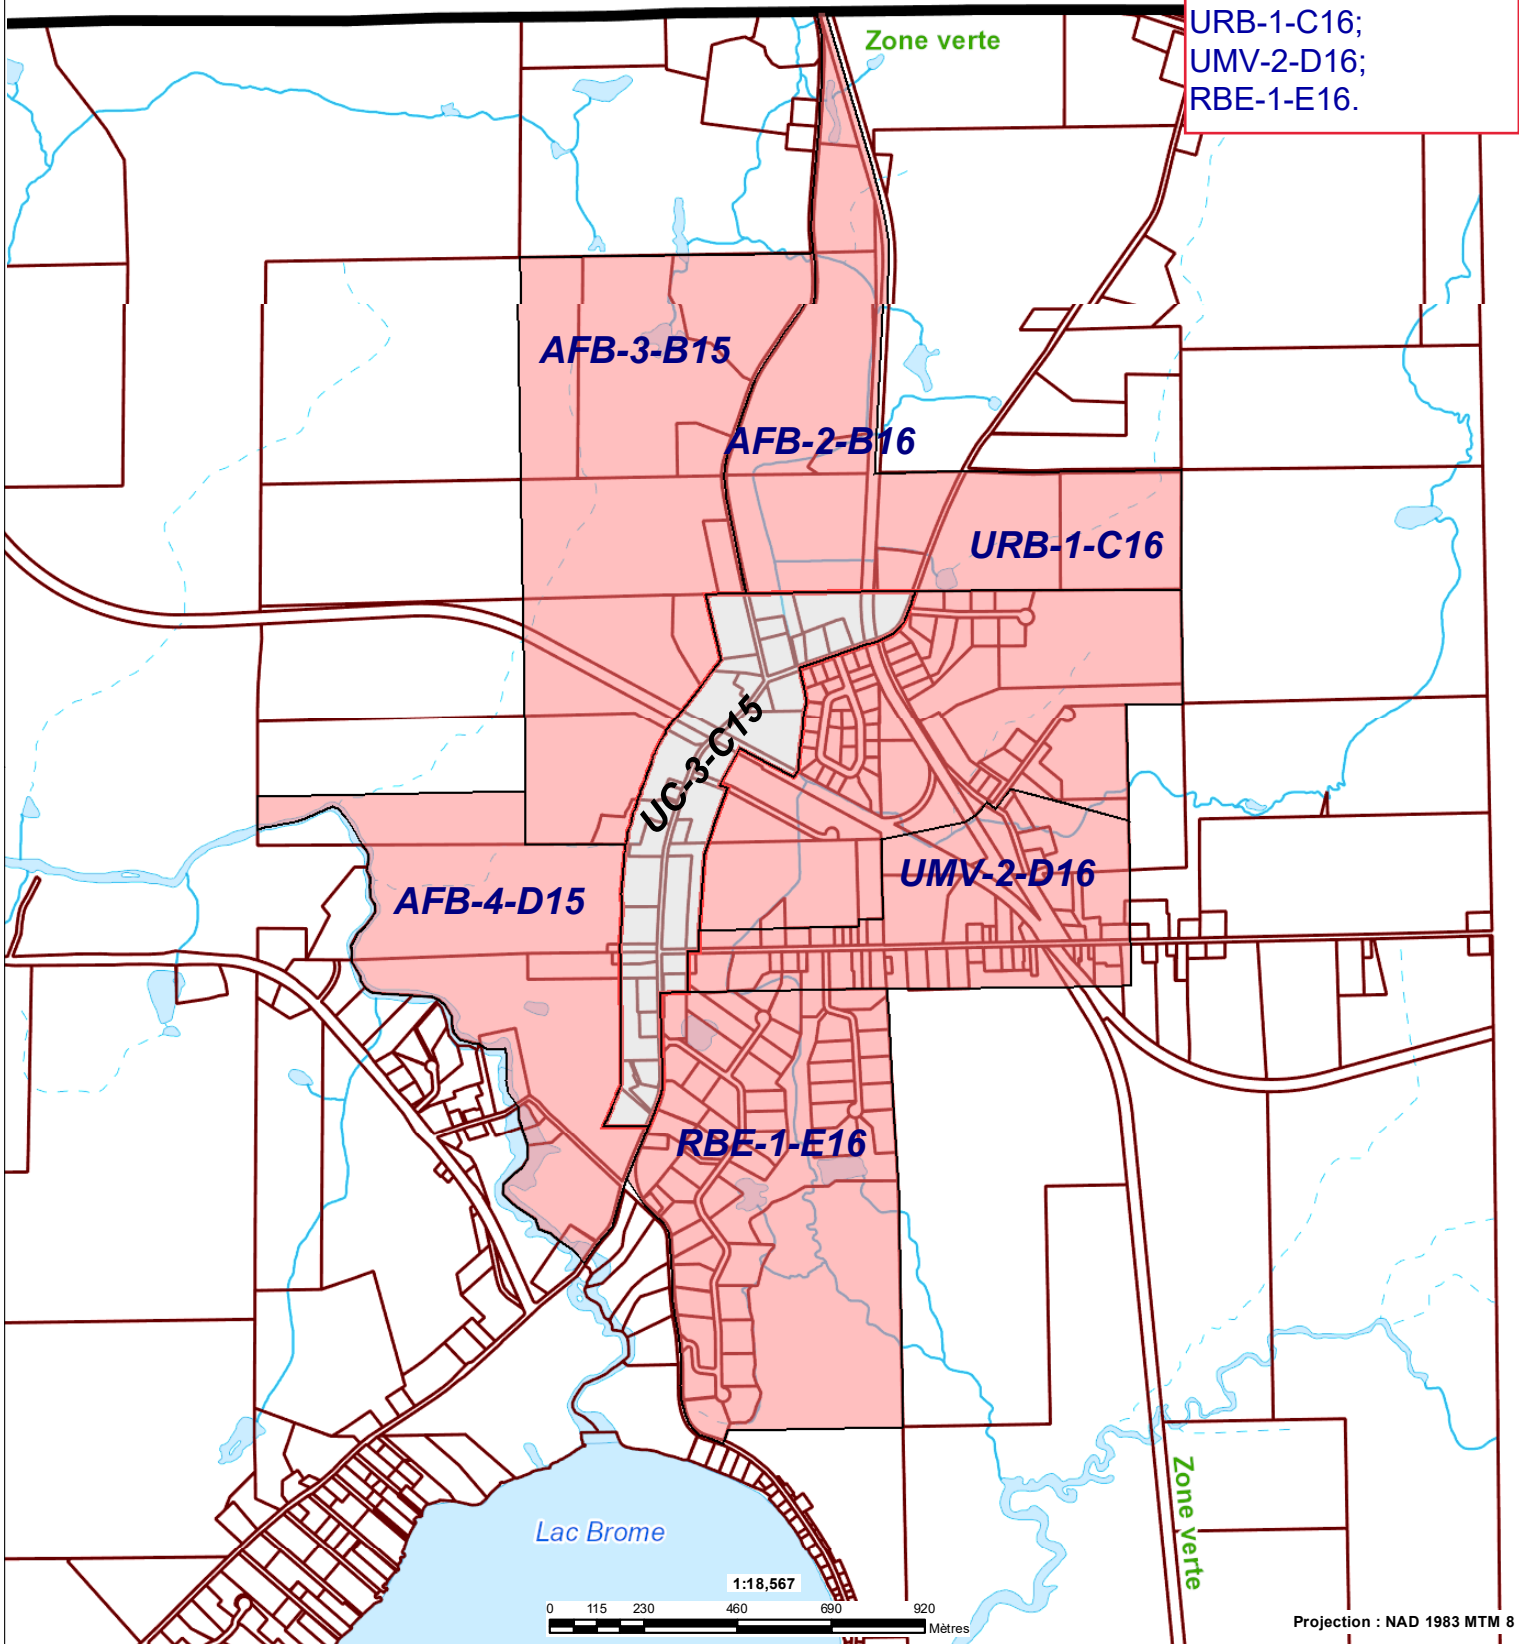 URB-1-C16;
UMV-2-D16;
RBE-1-E16.
Zone verte
AFB-3-B15
AFB-2-B16
URB-1-C16
UC-3-C15
UMV-2-D16
AFB-4-D15
RBE-1-E16
Zone verte
Lac Brome
1:18,567
0 115 230 460 690 920
Mètres
Projection : NAD 1983 MTM 8